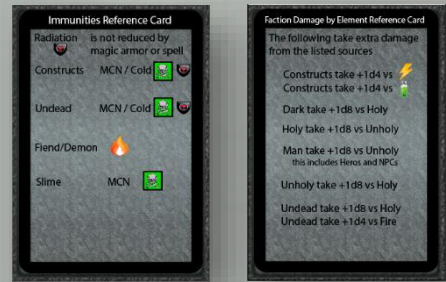 Immunities Reference Card
Radiation is not reduced by
magic armor or spell
Constructs MCN / Cold
Undead MCN / Cold
Fiend/Demon
Slime MCN
Faction Damage by Element Reference Card
The following take extra damage
from the listed sources
Constructs take +1d4 vs
Constructs take +1d4 vs
Dark take +1d8 vs Holy
Holy take +1d8 vs Unholy
Man take +1d8 vs Unholy
this includes Heros and NPCs
Unholy take +1d8 vs Holy
Undead take +1d8 vs Holy
Undead take +1d4 vs Fire